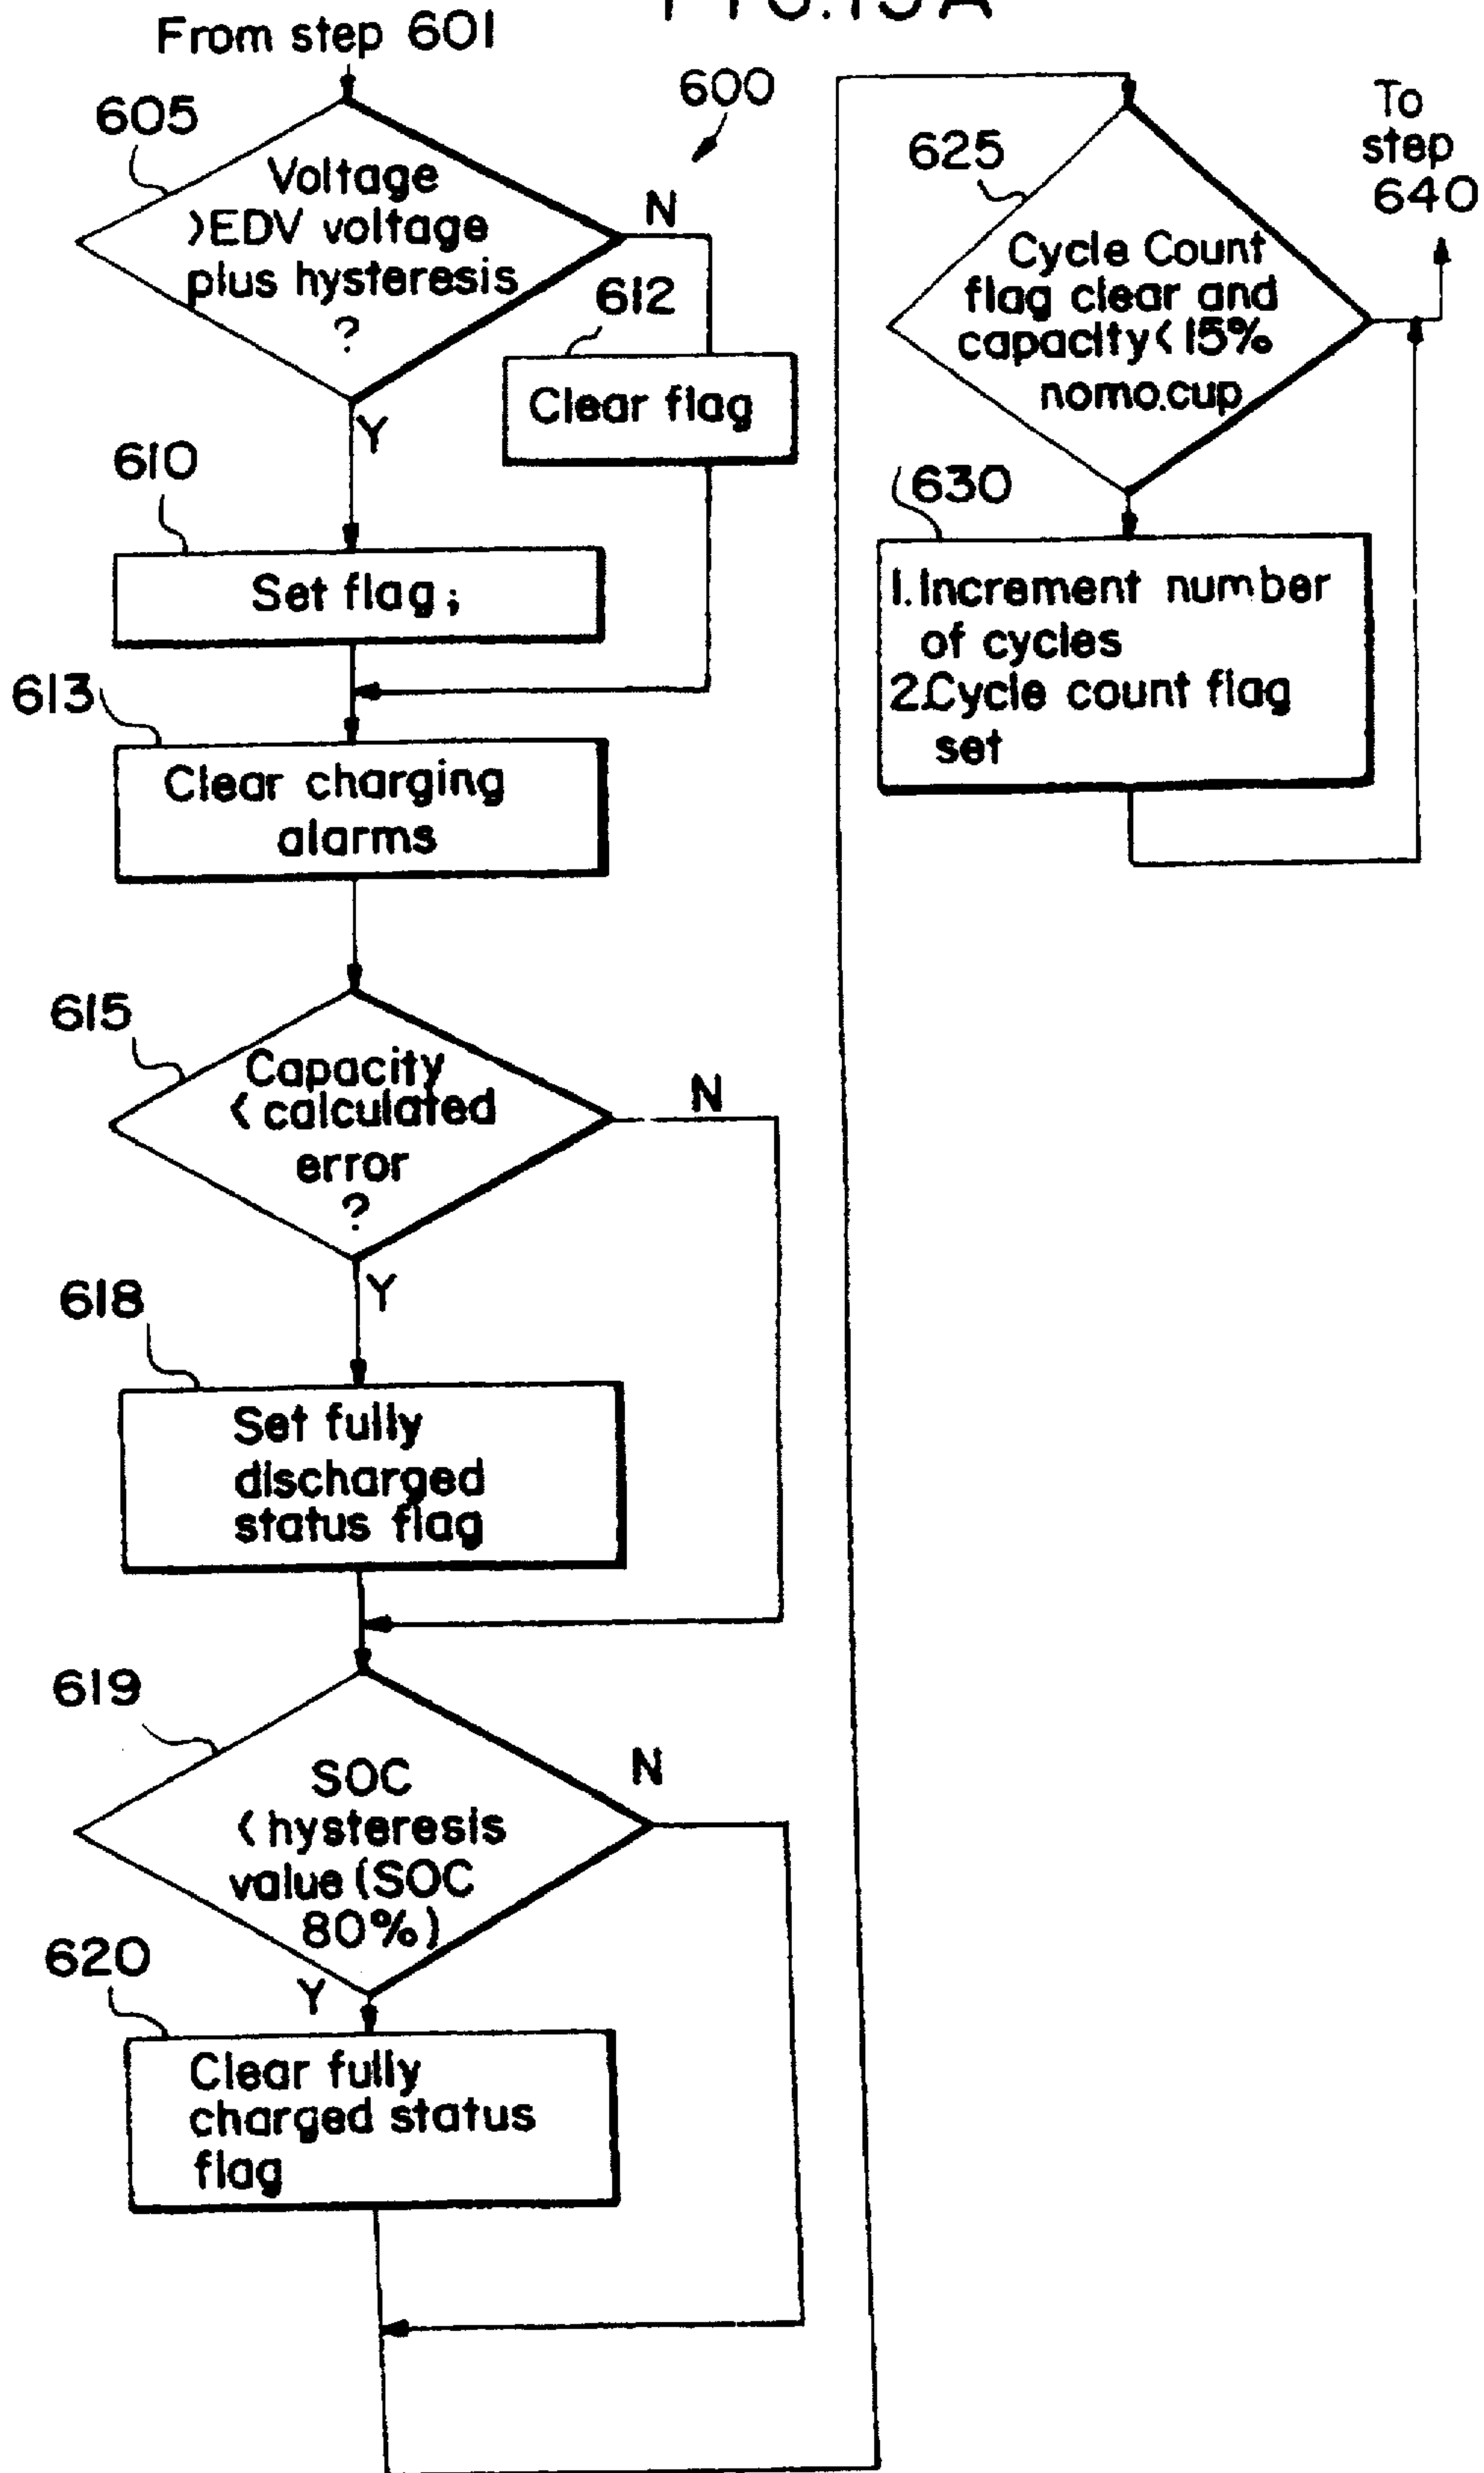 FIG.13A
From step 601
600
605
Voltage
>EDV voltage
plus hysteresis
?
N
612
Clear flag
Y
610
Set flag;
613
Clear charging
alarms
615
Capacity
< calculated
error
?
N
Y
618
Set fully
discharged
status flag
619
SOC
< hysteresis
value (SOC
80%)
N
Y
620
Clear fully
charged status
flag
625
Cycle Count
flag clear and
capacity < 15%
nomo.cup
To
step
640
630
1. Increment number
of cycles
2.Cycle count flag
set